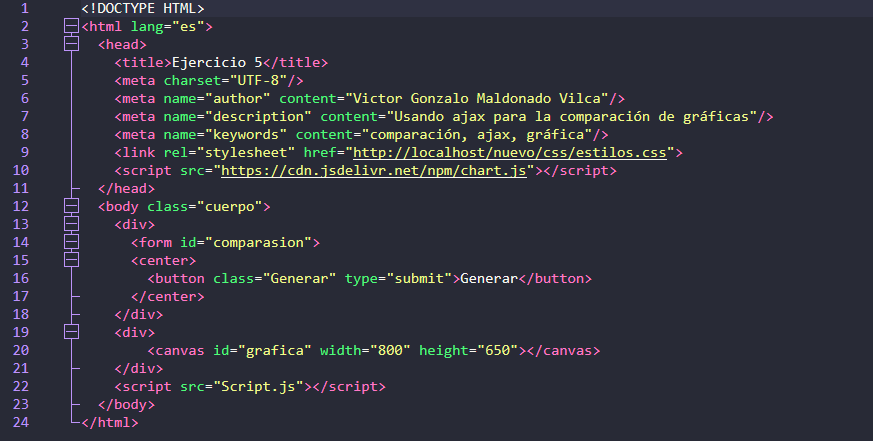 1 <!DOCTYPE HTML>
2 <html lang="es">
3 <head>
4 <title>Ejercicio 5</title>
5 <meta charset="UTF-8"/>
6 <meta name="author" content="Victor Gonzalo Maldonado Vilca"/>
7 <meta name="description" content="Usando ajax para la comparación de gráficas"/>
8 <meta name="keywords" content="comparación, ajax, gráfica"/>
9 <link rel="stylesheet" href="http://localhost/nuevo/css/estilos.css">
10 <script src="https://cdn.jsdelivr.net/npm/chart.js"></script>
11 </head>
12 <body class="cuerpo">
13 <div>
14 <form id="comparasion">
15 <center>
16 <button class="Generar" type="submit">Generar</button>
17 </center>
18 </div>
19 <div>
20 <canvas id="grafica" width="800" height="650"></canvas>
21 </div>
22 <script src="Script.js"></script>
23 </body>
24 </html>